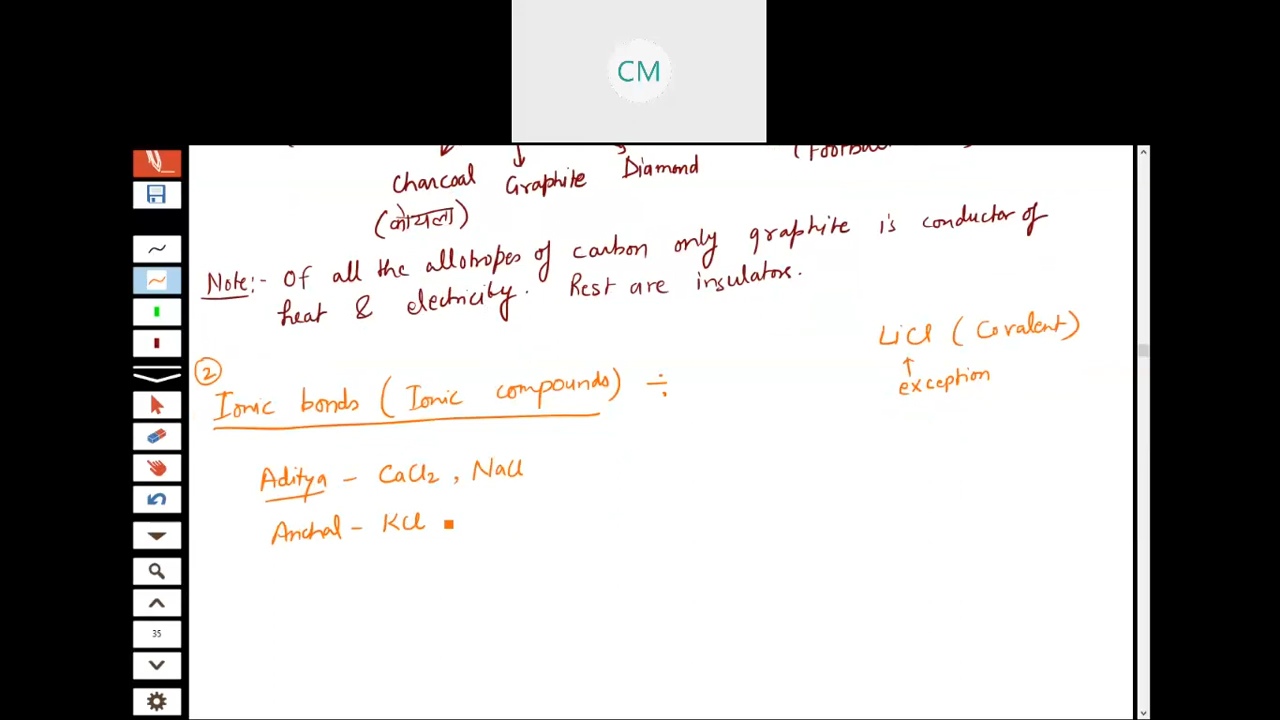 CM
Charcoal Graphite Diamond
(कोयला)
Note:- Of all the allotropes of carbon only graphite is conductor of
heat & electricity. Rest are insulators.
LiCl (Covalent)
↑
exception
② Ionic bonds (Ionic compounds) ÷
Aditya - CaCl2, NaCl
Anchal - KCl
35